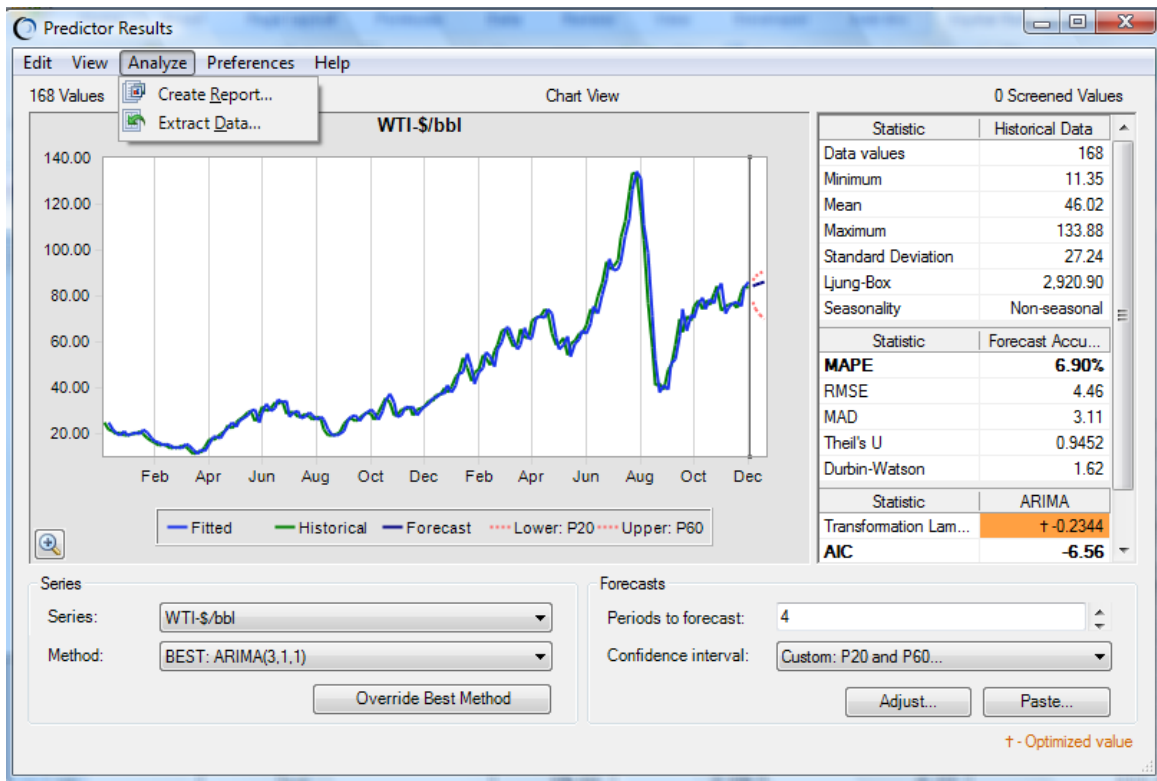 Predictor Results
Edit View Analyze Preferences Help
Create Report...
Extract Data...
168 Values
Chart View
0 Screened Values
WTI-$/bbl
140.00
120.00
100.00
80.00
60.00
40.00
20.00
Feb Apr Jun Aug Oct Dec Feb Apr Jun Aug Oct Dec
Fitted Historical Forecast Lower: P20 Upper: P60
Statistic Historical Data
Data values 168
Minimum 11.35
Mean 46.02
Maximum 133.88
Standard Deviation 27.24
Ljung-Box 2,920.90
Seasonality Non-seasonal
Statistic Forecast Accu...
MAPE 6.90%
RMSE 4.46
MAD 3.11
Theil's U 0.9452
Durbin-Watson 1.62
Statistic ARIMA
Transformation Lam... † -0.2344
AIC -6.56
Series
Series: WTI-$/bbl
Method: BEST: ARIMA(3,1,1)
Override Best Method
Forecasts
Periods to forecast: 4
Confidence interval: Custom: P20 and P60...
Adjust... Paste...
† - Optimized value